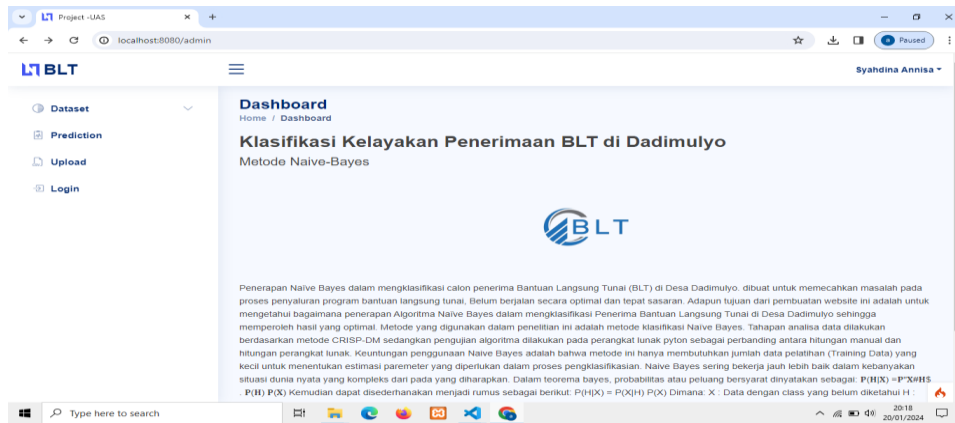 Project -UAS
localhost:8080/admin
Paused
BLT
Syahdina Annisa
Dataset
Prediction
Upload
Login
Dashboard
Home / Dashboard
Klasifikasi Kelayakan Penerimaan BLT di Dadimulyo
Metode Naive-Bayes
BLT
Penerapan Naïve Bayes dalam mengklasifikasi calon penerima Bantuan Langsung Tunai (BLT) di Desa Dadimulyo. dibuat untuk memecahkan masalah pada
proses penyaluran program bantuan langsung tunai, Belum berjalan secara optimal dan tepat sasaran. Adapun tujuan dari pembuatan website ini adalah untuk
mengetahui bagaimana penerapan Algoritma Naïve Bayes dalam mengklasifikasi Penerima Bantuan Langsung Tunai di Desa Dadimulyo sehingga
memperoleh hasil yang optimal. Metode yang digunakan dalam penelitian ini adalah metode klasifikasi Naïve Bayes. Tahapan analisa data dilakukan
berdasarkan metode CRISP-DM sedangkan pengujian algoritma dilakukan pada perangkat lunak pyton sebagai perbanding antara hitungan manual dan
hitungan perangkat lunak. Keuntungan penggunaan Naive Bayes adalah bahwa metode ini hanya membutuhkan jumlah data pelatihan (Training Data) yang
kecil untuk menentukan estimasi paremeter yang diperlukan dalam proses pengklasifikasian. Naive Bayes sering bekerja jauh lebih baik dalam kebanyakan
situasi dunia nyata yang kompleks dari pada yang diharapkan. Dalam teorema bayes, probabilitas atau peluang bersyarat dinyatakan sebagai: P(H|X) =P"X#H$
. P(H) P(X) Kemudian dapat disederhanakan menjadi rumus sebagai berikut: P(H|X) = P(X|H) P(X) Dimana: X : Data dengan class yang belum diketahui H :
Type here to search
20:18
20/01/2024